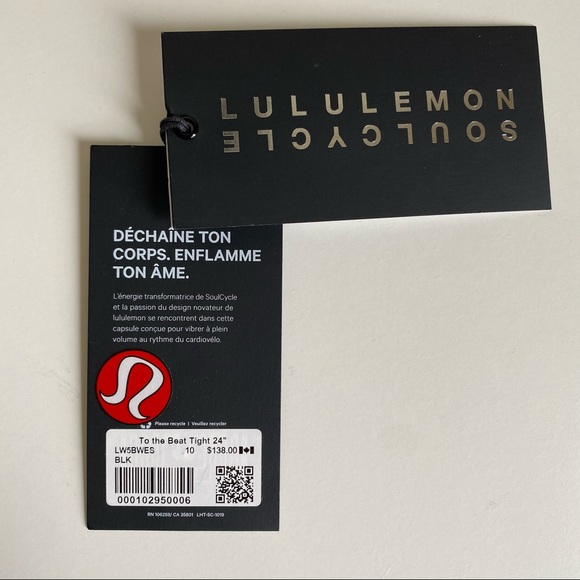 LULULEMON
SOULCYCLE
DÉCHAÎNE TON
CORPS. ENFLAMME
TON ÂME.
L'énergie transformatrice de SoulCycle
et la passion du design novateur de
lululemon se rencontrent dans cette
capsule conçue pour vibrer à plein
volume au rythme du cardiovélo.
Please recycle | Veuillez recycler
To the Beat Tight 24"
LW5BWES 10 $138.00
BLK
000102950006
RN 106259/ CA 35801 LHT-SC-1019